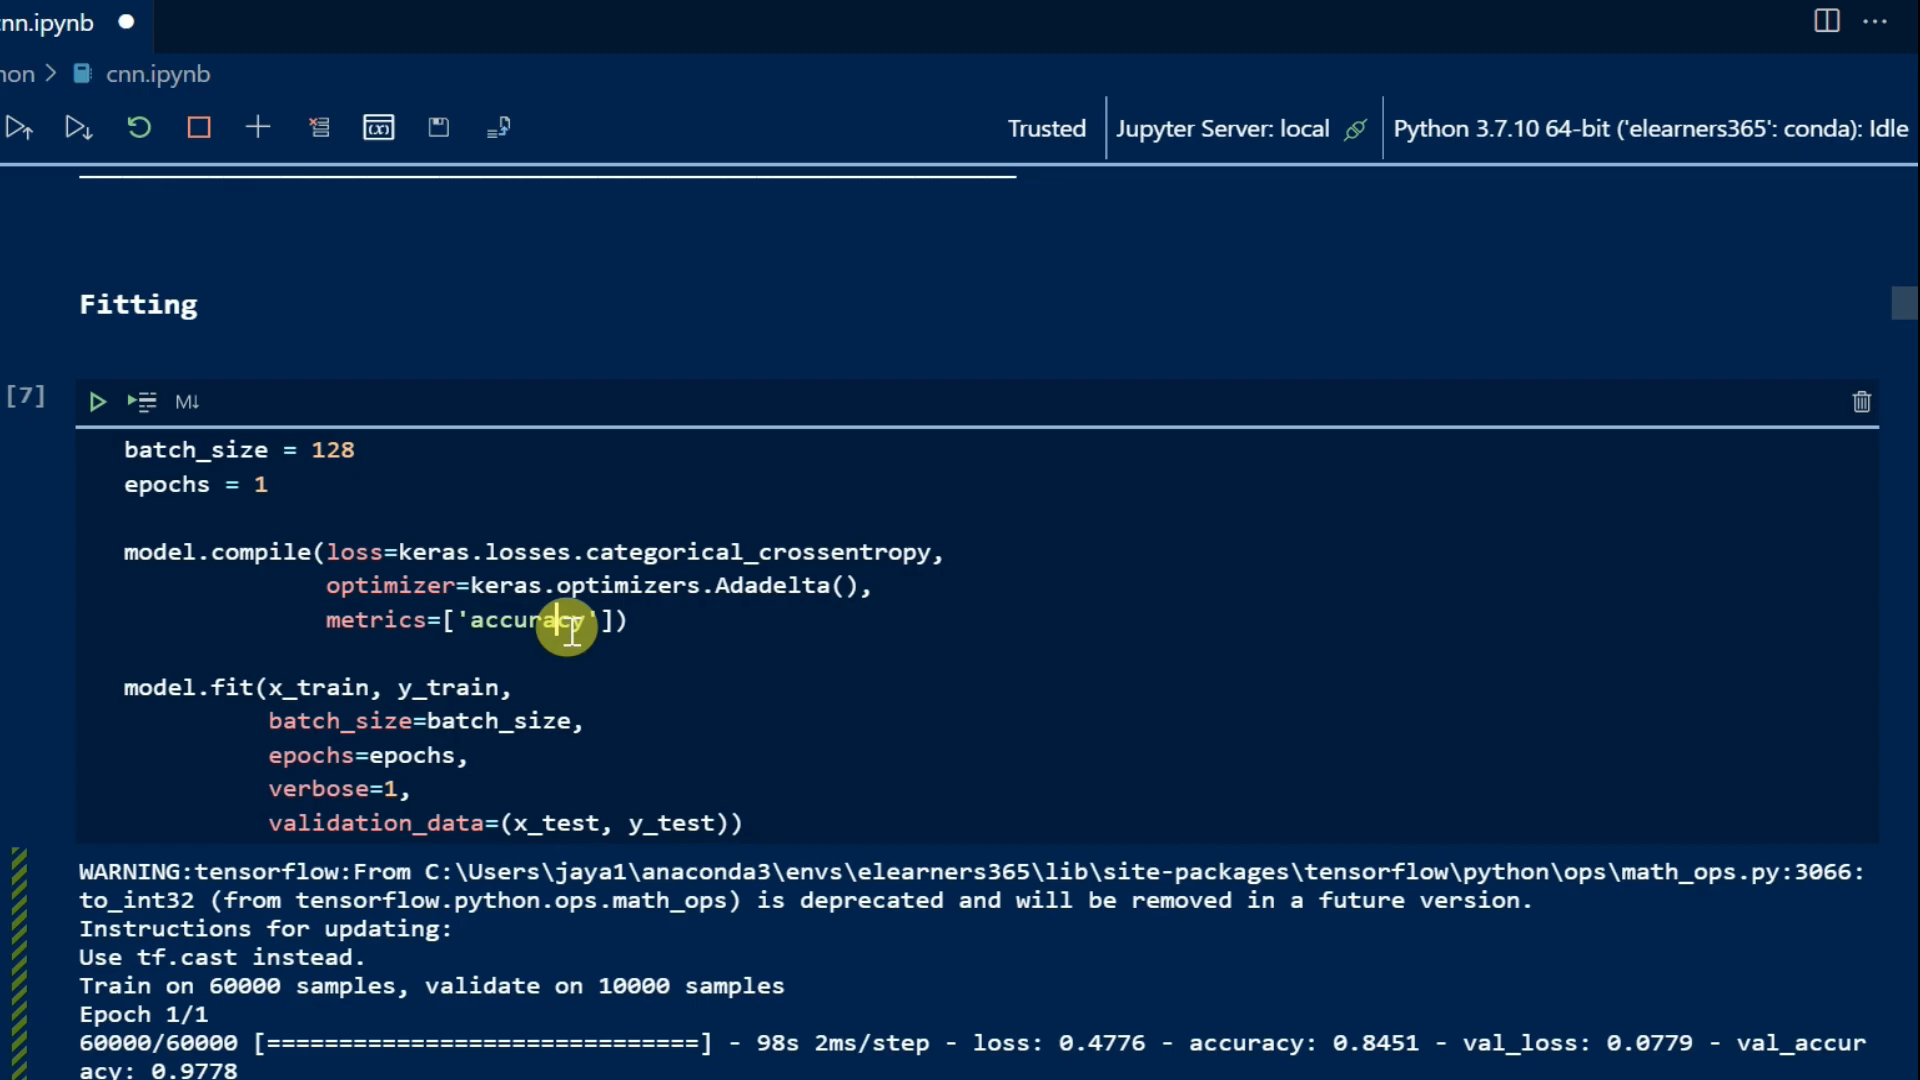 nn.ipynb
non > cnn.ipynb
Trusted Jupyter Server: local Python 3.7.10 64-bit ('elearners365': conda): Idle
Fitting
[7] M↓
batch_size = 128
epochs = 1
model.compile(loss=keras.losses.categorical_crossentropy,
optimizer=keras.optimizers.Adadelta(),
metrics=['accuracy'])
model.fit(x_train, y_train,
batch_size=batch_size,
epochs=epochs,
verbose=1,
validation_data=(x_test, y_test))
WARNING:tensorflow:From C:\Users\jaya1\anaconda3\envs\elearners365\lib\site-packages\tensorflow\python\ops\math_ops.py:3066:
to_int32 (from tensorflow.python.ops.math_ops) is deprecated and will be removed in a future version.
Instructions for updating:
Use tf.cast instead.
Train on 60000 samples, validate on 10000 samples
Epoch 1/1
60000/60000 [==============================] - 98s 2ms/step - loss: 0.4776 - accuracy: 0.8451 - val_loss: 0.0779 - val_accur
acy: 0.9778